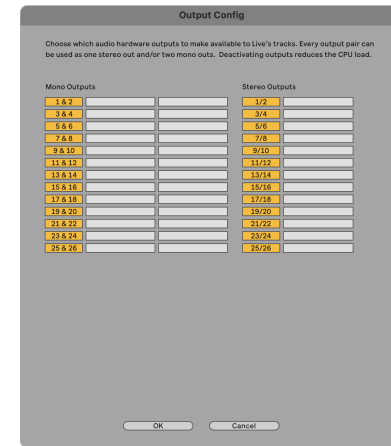 Output Config
Choose which audio hardware outputs to make available to Live's tracks. Every output pair can
be used as one stereo out and/or two mono outs. Deactivating outputs reduces the CPU load.
Mono Outputs Stereo Outputs
1 & 2 1/2
3 & 4 3/4
5 & 6 5/6
7 & 8 7/8
9 & 10 9/10
11 & 12 11/12
13 & 14 13/14
15 & 16 15/16
17 & 18 17/18
19 & 20 19/20
21 & 22 21/22
23 & 24 23/24
25 & 26 25/26
OK Cancel